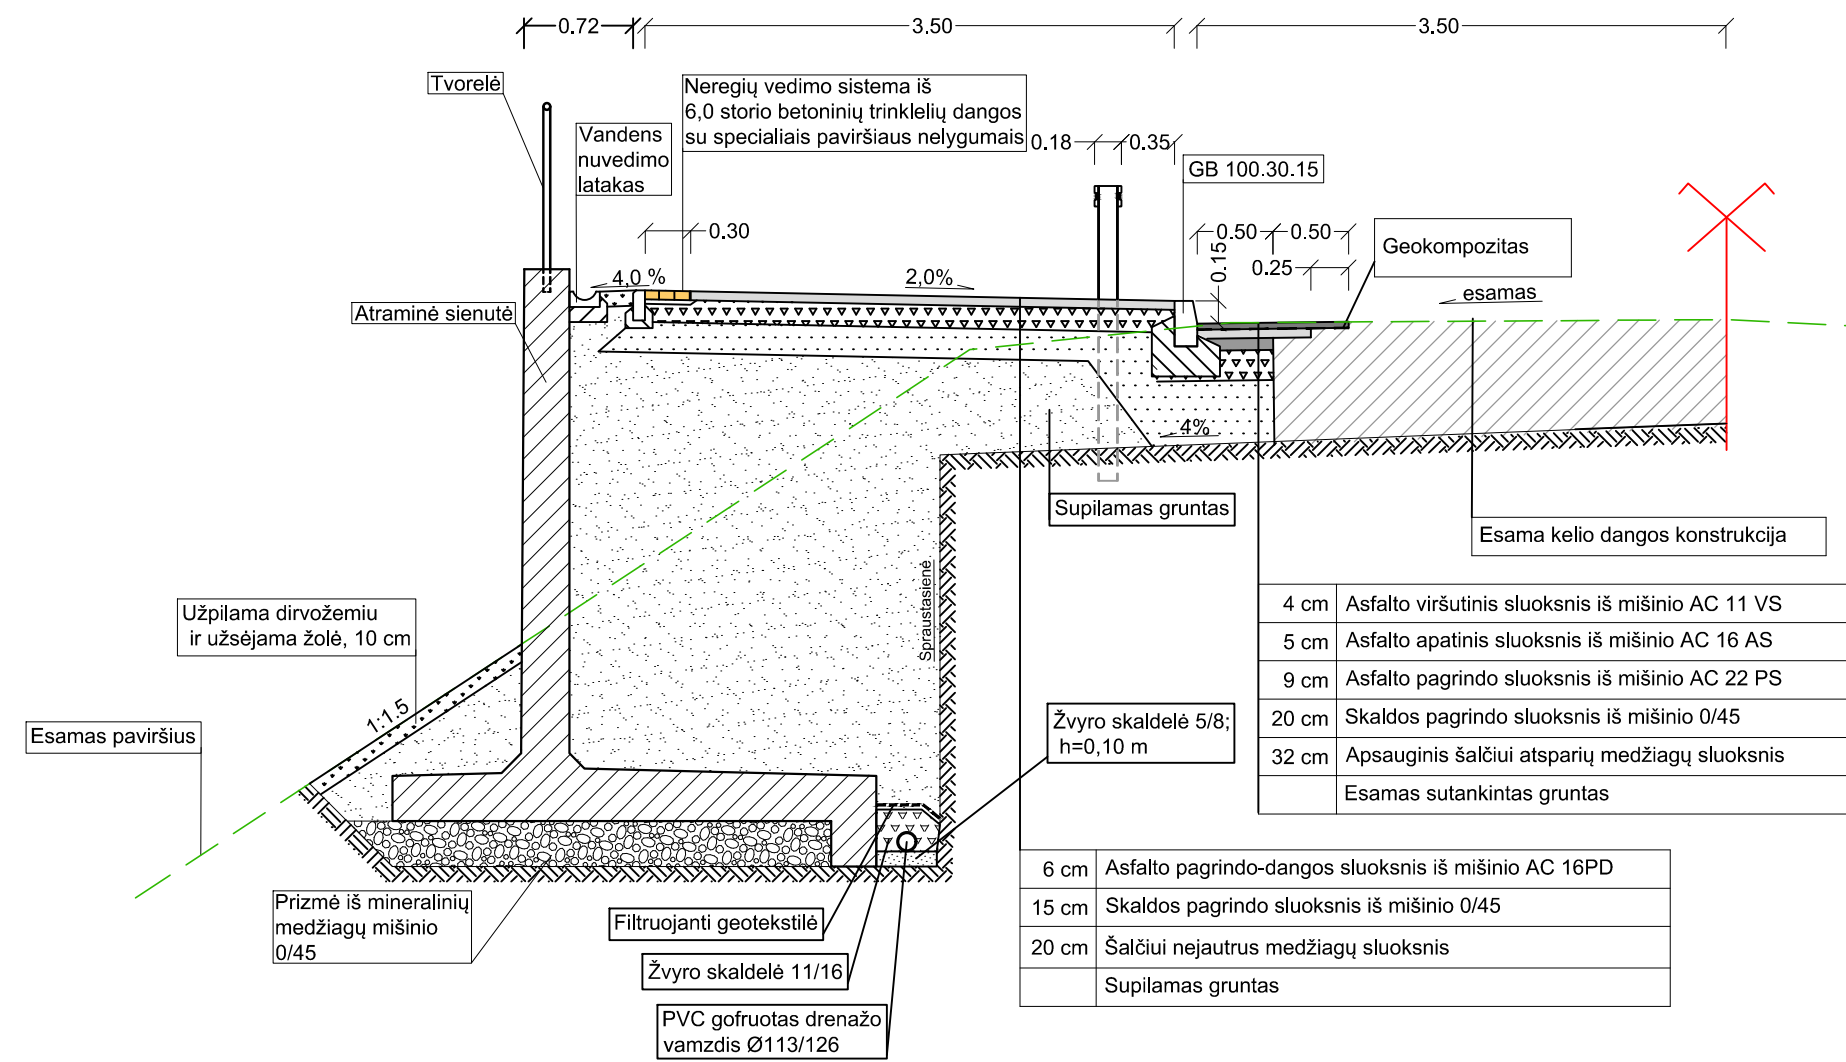 0.72
3.50
3.50
Tvorelė
Neregių vedimo sistema iš
6,0 storio betoninių trinklelių dangos
su specialiais paviršiaus nelygumais
Vandens
nuvedimo
latakas
0.18
0.35
GB 100.30.15
0.30
0.50
0.50
0.15
0.25
Geokompozitas
4,0 %
2,0%
esamas
Atraminė sienutė
4%
Supilamas gruntas
Esama kelio dangos konstrukcija
Spraustasienė
Užpilama dirvožemiu
ir užsėjama žolė, 10 cm
1:1.5
Esamas paviršius
Žvyro skaldelė 5/8;
h=0,10 m
4 cm Asfalto viršutinis sluoksnis iš mišinio AC 11 VS
5 cm Asfalto apatinis sluoksnis iš mišinio AC 16 AS
9 cm Asfalto pagrindo sluoksnis iš mišinio AC 22 PS
20 cm Skaldos pagrindo sluoksnis iš mišinio 0/45
32 cm Apsauginis šalčiui atsparių medžiagų sluoksnis
Esamas sutankintas gruntas
6 cm Asfalto pagrindo-dangos sluoksnis iš mišinio AC 16PD
15 cm Skaldos pagrindo sluoksnis iš mišinio 0/45
20 cm Šalčiui nejautrus medžiagų sluoksnis
Supilamas gruntas
Prizmė iš mineralinių
medžiagų mišinio
0/45
Filtruojanti geotekstilė
Žvyro skaldelė 11/16
PVC gofruotas drenažo
vamzdis Ø113/126